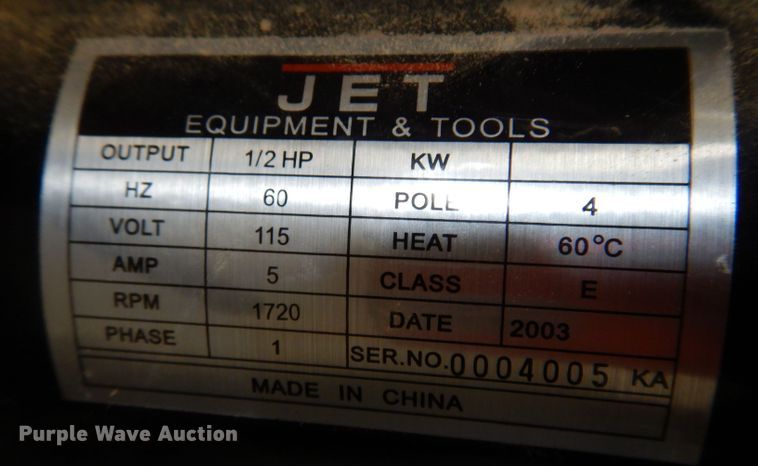 JET
EQUIPMENT & TOOLS
OUTPUT 1/2 HP KW
HZ 60 POLE 4
VOLT 115 HEAT 60°C
AMP 5 CLASS E
RPM 1720 DATE 2003
PHASE 1 SER.NO.0004005 KA
MADE IN CHINA
Purple Wave Auction